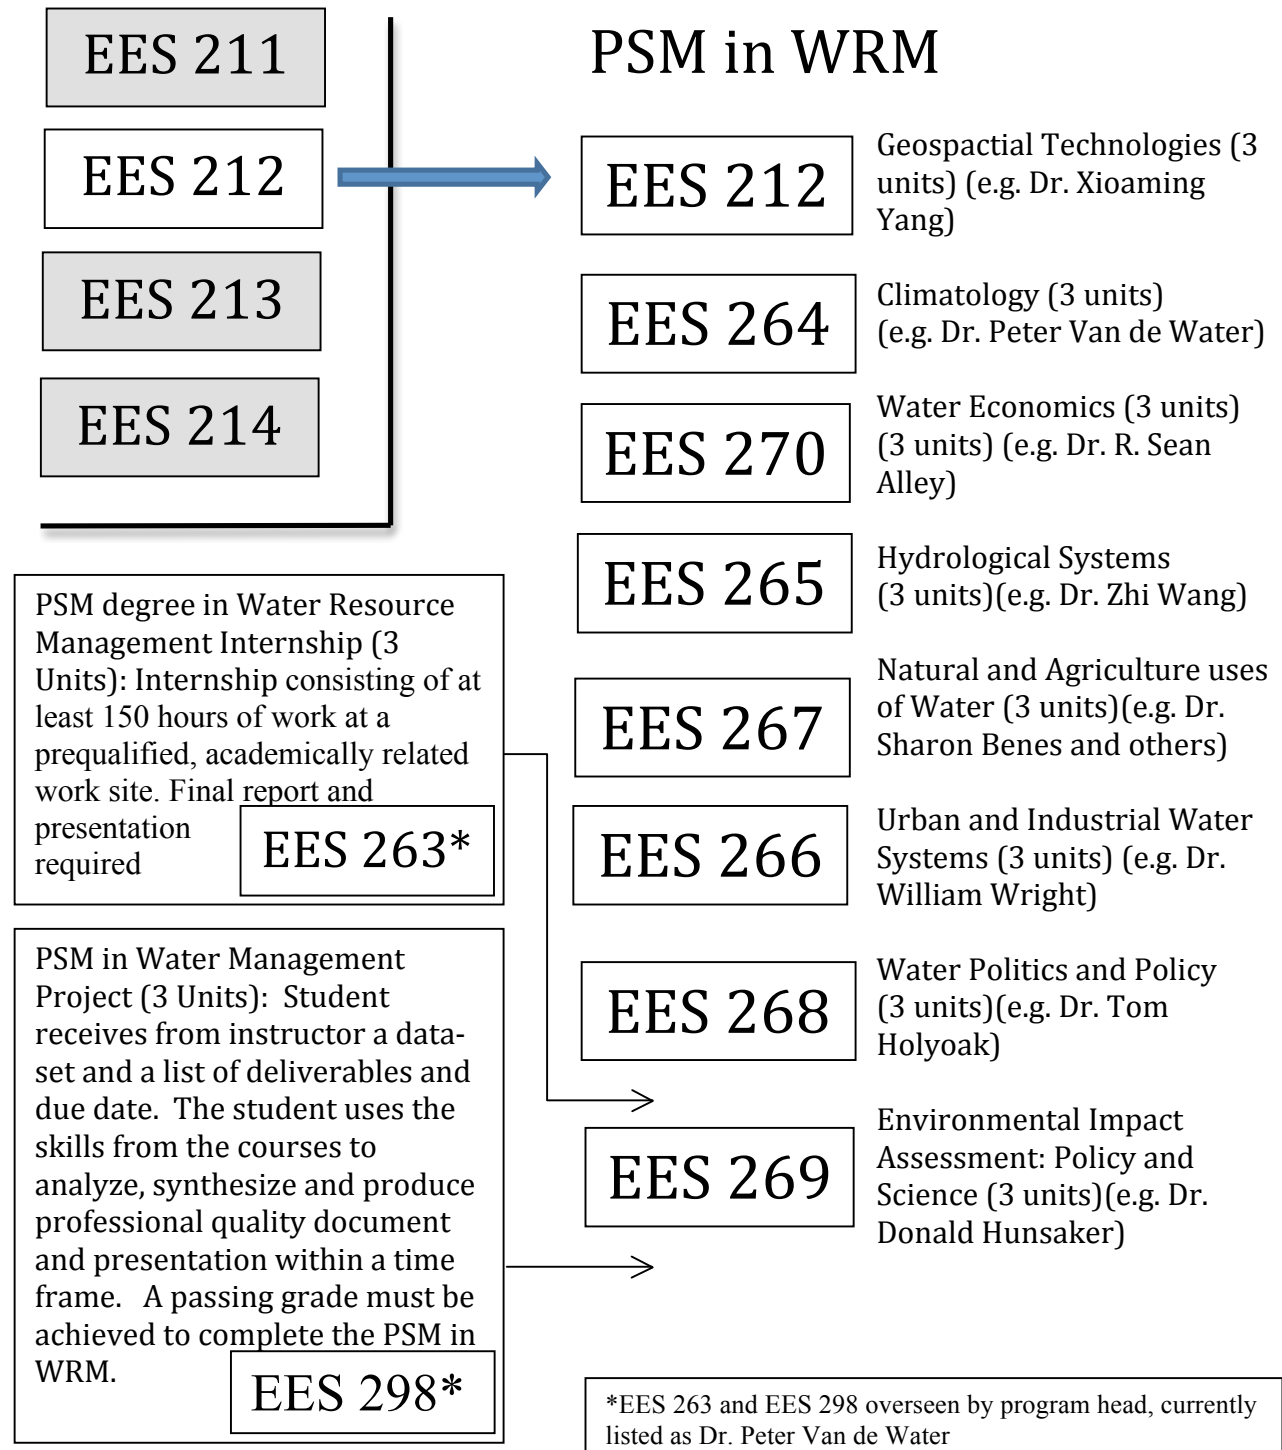 EES 211
EES 212
EES 213
EES 214
PSM in WRM
EES 212
Geospactial Technologies (3
units) (e.g. Dr. Xioaming
Yang)
EES 264
Climatology (3 units)
(e.g. Dr. Peter Van de Water)
EES 270
Water Economics (3 units)
(3 units) (e.g. Dr. R. Sean
Alley)
EES 265
Hydrological Systems
(3 units)(e.g. Dr. Zhi Wang)
EES 267
Natural and Agriculture uses
of Water (3 units)(e.g. Dr.
Sharon Benes and others)
EES 266
Urban and Industrial Water
Systems (3 units) (e.g. Dr.
William Wright)
EES 268
Water Politics and Policy
(3 units)(e.g. Dr. Tom
Holyoak)
EES 269
Environmental Impact
Assessment: Policy and
Science (3 units)(e.g. Dr.
Donald Hunsaker)
PSM degree in Water Resource
Management Internship (3
Units): Internship consisting of at
least 150 hours of work at a
prequalified, academically related
work site. Final report and
presentation
required
EES 263*
PSM in Water Management
Project (3 Units):  Student
receives from instructor a data-
set and a list of deliverables and
due date.  The student uses the
skills from the courses to
analyze, synthesize and produce
professional quality document
and presentation within a time
frame.   A passing grade must be
achieved to complete the PSM in
WRM.
EES 298*
*EES 263 and EES 298 overseen by program head, currently
listed as Dr. Peter Van de Water